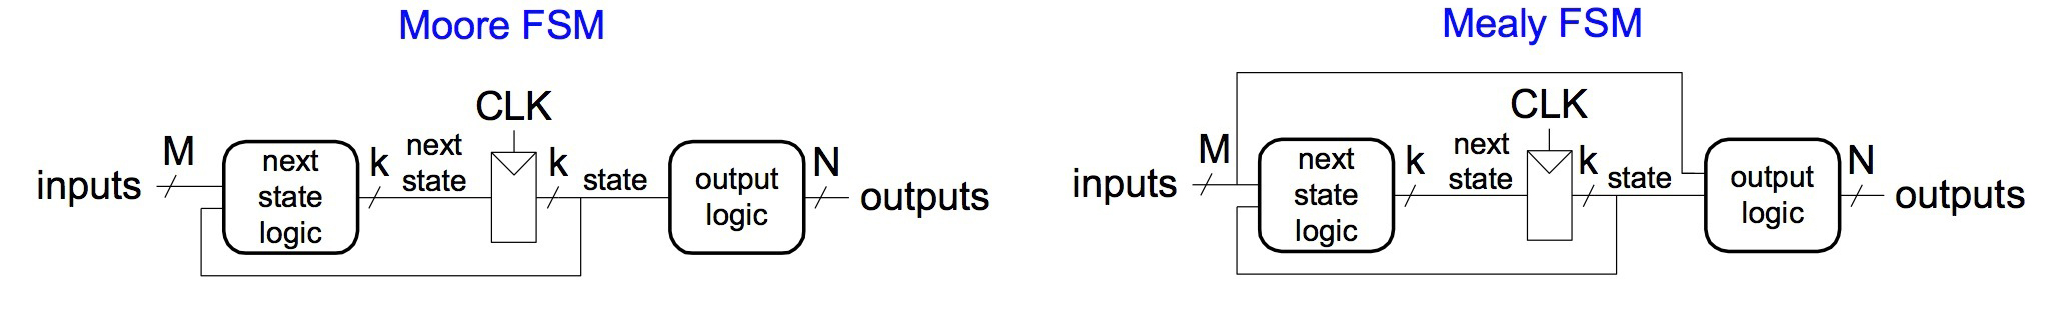 Moore FSM
CLK
M
inputs
next
state
logic
k
next
state
k
state
output
logic
N
outputs
Mealy FSM
CLK
M
inputs
next
state
logic
k
next
state
k
state
output
logic
N
outputs